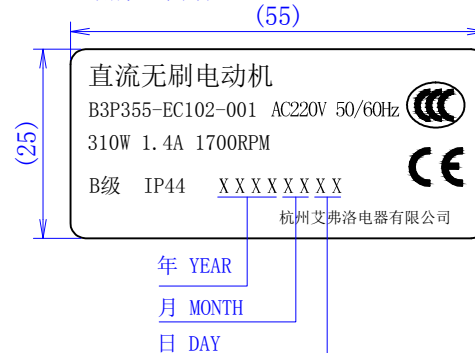 (55)
(25)
直流无刷电动机
B3P355-EC102-001 AC220V 50/60Hz
310W 1.4A 1700RPM
CE
B级 IP44 XXXXXXXX
杭州艾弗洛电器有限公司
年 YEAR
月 MONTH
日 DAY